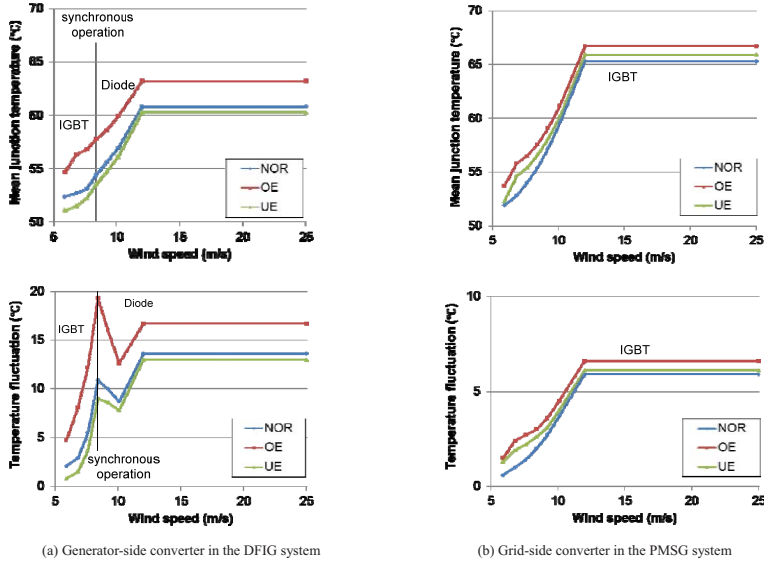 70
synchronous
operation
65
Diode
60
IGBT
55
NOR
OE
UE
50
5
10
15
20
25
Wind speed (m/s)
Mean junction temperature (℃)
70
65
IGBT
60
55
NOR
OE
UE
50
5
10
15
20
25
Wind speed (m/s)
Mean junction temperature (℃)
20
Diode
IGBT
15
10
5
NOR
OE
UE
synchronous
operation
0
5
10
15
20
25
Wind speed (m/s)
Temperature fluctuation (℃)
10
IGBT
5
NOR
OE
UE
0
5
10
15
20
25
Wind speed (m/s)
Temperature fluctuation (℃)
(a) Generator-side converter in the DFIG system
(b) Grid-side converter in the PMSG system